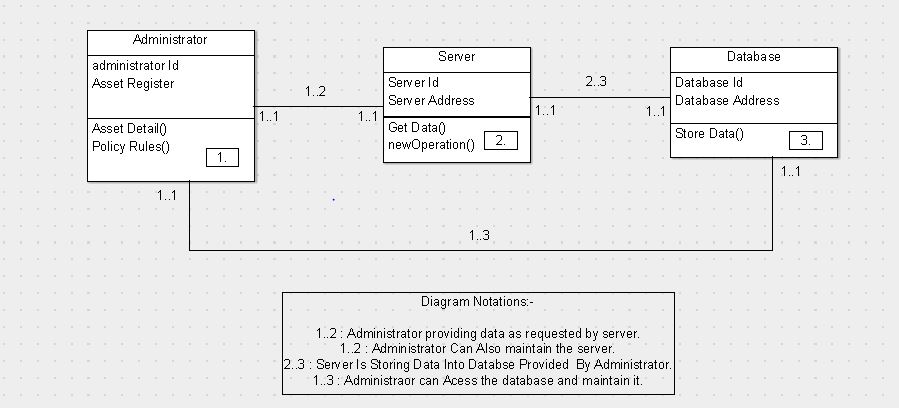 Administrator
administrator Id
Asset Register
Asset Detail()
Policy Rules()
1.
1..2
1..1
1..1
Server
Server Id
Server Address
Get Data()
newOperation()
2.
2..3
1..1
1..1
Database
Database Id
Database Address
Store Data()
3.
1..1
1..1
1..3
Diagram Notations:-
1..2 : Administrator providing data as requested by server.
1..2 : Administrator Can Also maintain the server.
2..3 : Server Is Storing Data Into Databse Provided By Administrator.
1..3 : Administraor can Acess the database and maintain it.